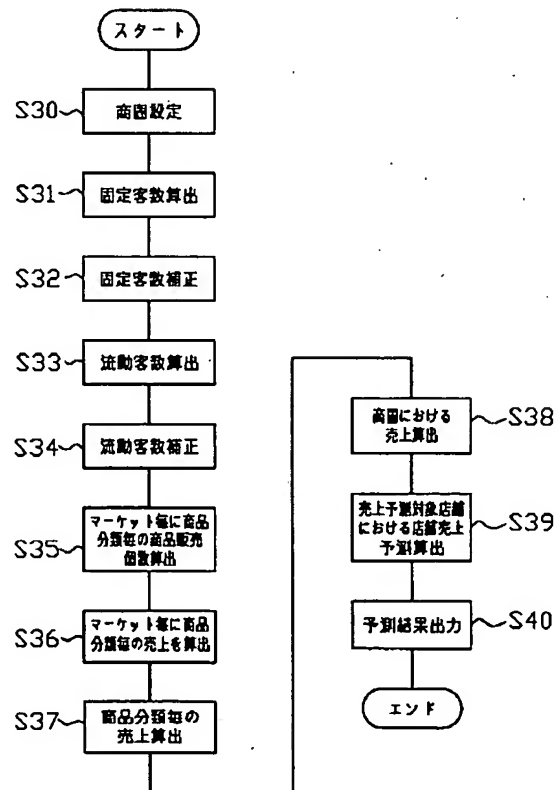 スタート
S30
商圏設定
S31
固定客数算出
S32
固定客数補正
S33
流動客数算出
S34
流動客数補正
S35
マーケット毎に商品
分類毎の商品販売
個数算出
S36
マーケット毎に商品
分類毎の売上を算出
S37
商品分類毎の
売上算出
商圏における
売上算出
S38
売上予測対象店舗
における店舗売上
予測算出
S39
予測結果出力
S40
エンド